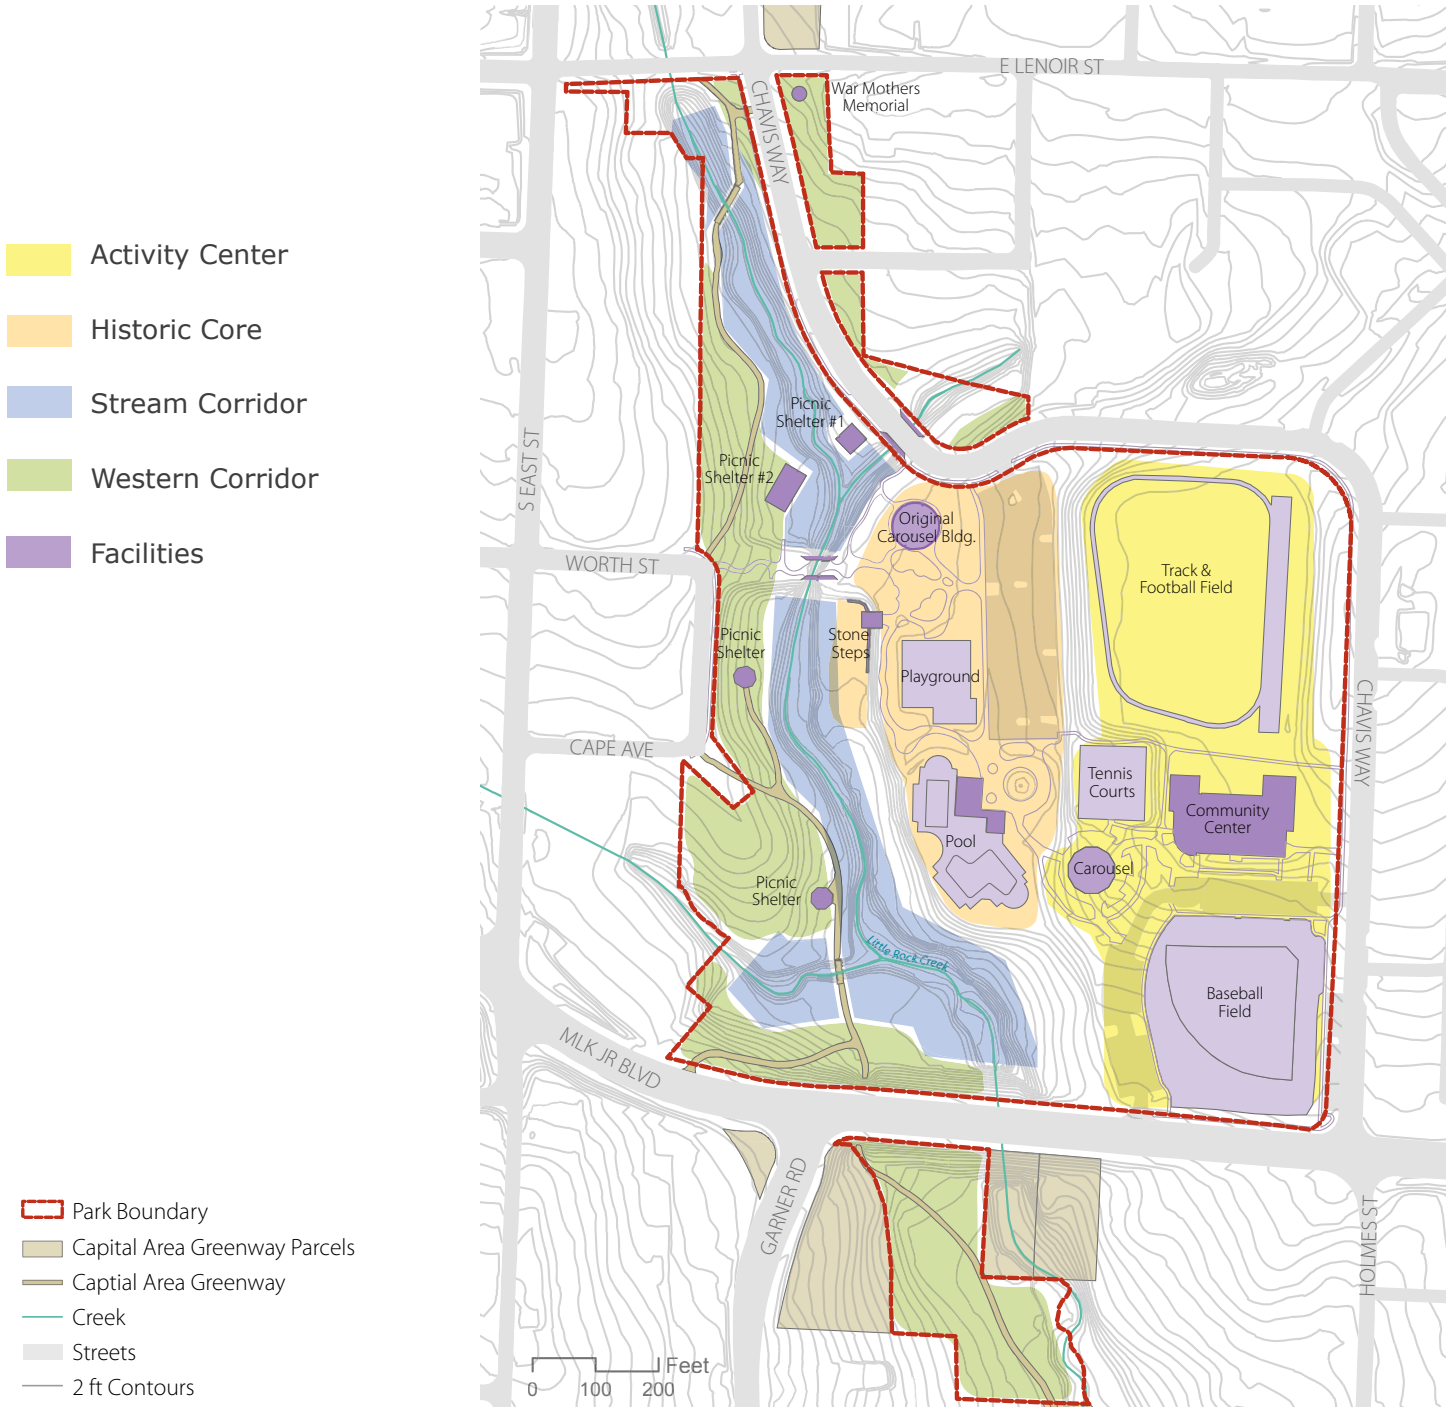 Activity Center
Historic Core
Stream Corridor
Western Corridor
Facilities
Park Boundary
Capital Area Greenway Parcels
Captial Area Greenway
Creek
Streets
2 ft Contours
E LENOIR ST
War Mothers
Memorial
CHAVIS WAY
Picnic
Shelter #1
Picnic
Shelter #2
S EAST ST
Original
Carousel Bldg.
Track &
Football Field
WORTH ST
Picnic
Shelter
Stone
Steps
Playground
CHAVIS WAY
CAPE AVE
Tennis
Courts
Community
Center
Pool
Carousel
Picnic
Shelter
Little Rock Creek
Baseball
Field
MLK JR BLVD
GARNER RD
HOLMES ST
Feet
0 100 200